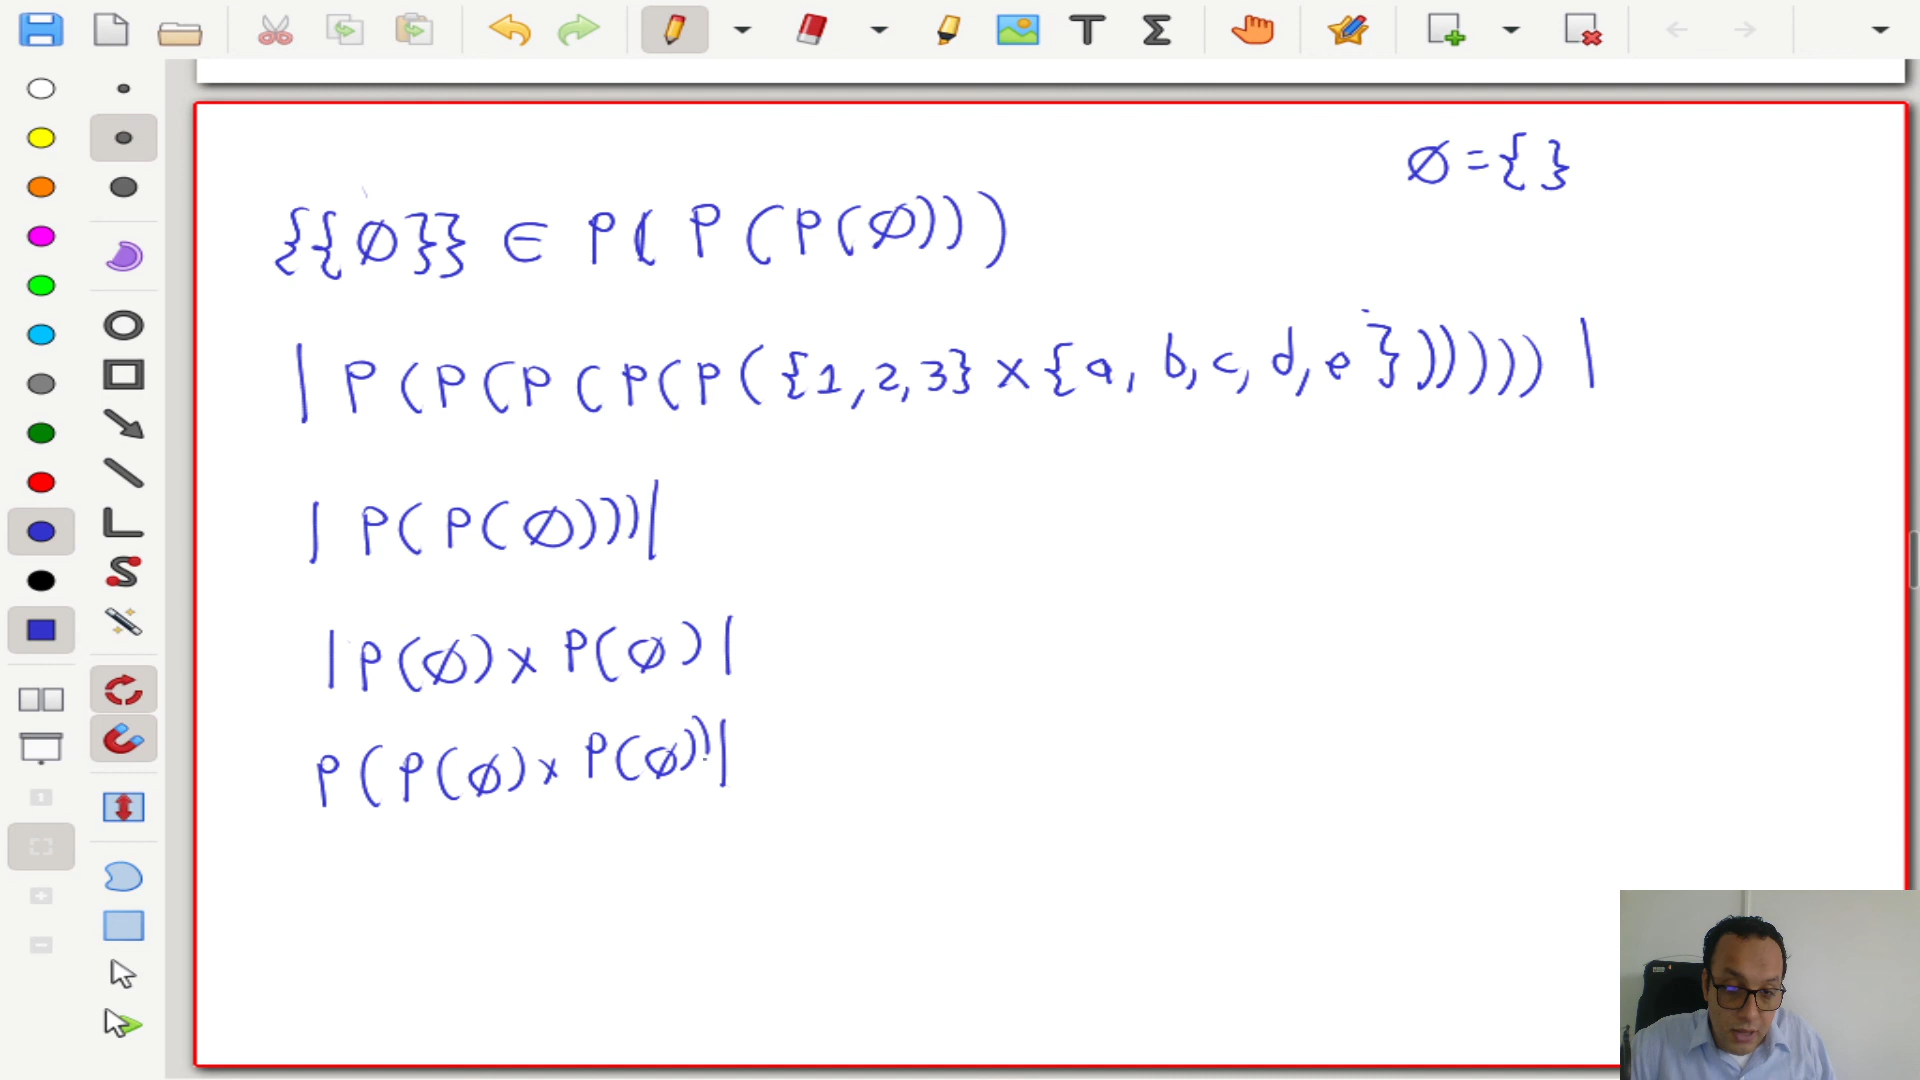 ∅ = { }
{{∅}} ∈ P( P (P(∅)))
| P (P (P (P(P ({1,2,3} x {a, b, c, d, e })))))) |
| P( P(∅)))|
|P(∅) x P(∅) |
P (P(∅) x P(∅))|